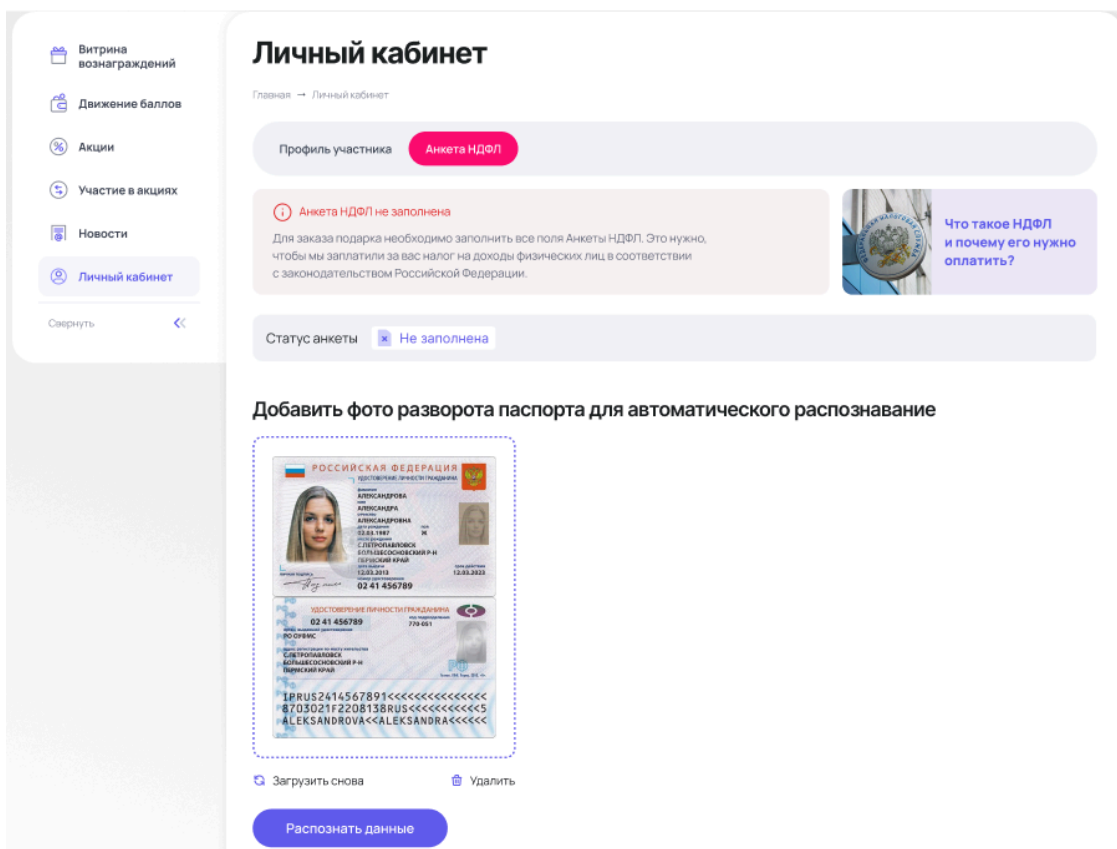 Витрина
вознаграждений
Движение баллов
Акции
Участие в акциях
Новости
Личный кабинет
Свернуть
Личный кабинет
Главная → Личный кабинет
Профиль участника
Анкета НДФЛ
Анкета НДФЛ не заполнена
Для заказа подарка необходимо заполнить все поля Анкеты НДФЛ. Это нужно,
чтобы мы заплатили за вас налог на доходы физических лиц в соответствии
с законодательством Российской Федерации.
ФЕДЕРАЛЬНАЯ НАЛОГОВАЯ СЛУЖБА
Что такое НДФЛ
и почему его нужно
оплатить?
Статус анкеты
Не заполнена
Добавить фото разворота паспорта для автоматического распознавание
РОССИЙСКАЯ ФЕДЕРАЦИЯ
УДОСТОВЕРЕНИЕ ЛИЧНОСТИ ГРАЖДАНИНА
АЛЕКСАНДРОВА
АЛЕКСАНДРА
АЛЕКСАНДРОВНА
12.03.1987 Ж
С.ПЕТРОПАВЛОВСК
БОЛЬШЕСОСНОВСКИЙ Р-Н
ПЕРМСКИЙ КРАЙ
12.03.2013 12.03.2023
02 41 456789
УДОСТОВЕРЕНИЕ ЛИЧНОСТИ ГРАЖДАНИНА
02 41 456789
770-051
РО ОУФМС
С.ПЕТРОПАВЛОВСК
БОЛЬШЕСОСНОВСКИЙ Р-Н
ПЕРМСКИЙ КРАЙ
IPRUS2414567891<<<<<<<<<<<<<<<
8703021F2208138RUS<<<<<<<<<<<5
ALEKSANDROVA<<ALEKSANDRA<<<<<<
Загрузить снова
Удалить
Распознать данные